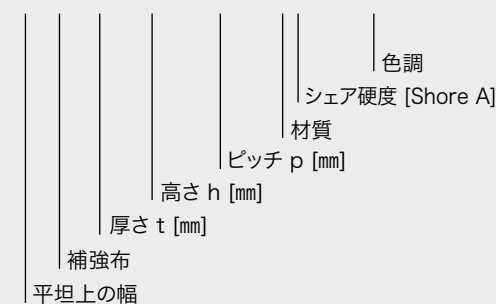 色調
シェア硬度 [Shore A]
材質
ピッチ p [㎜]
高さ h [㎜]
厚さ t [㎜]
補強布
平坦上の幅